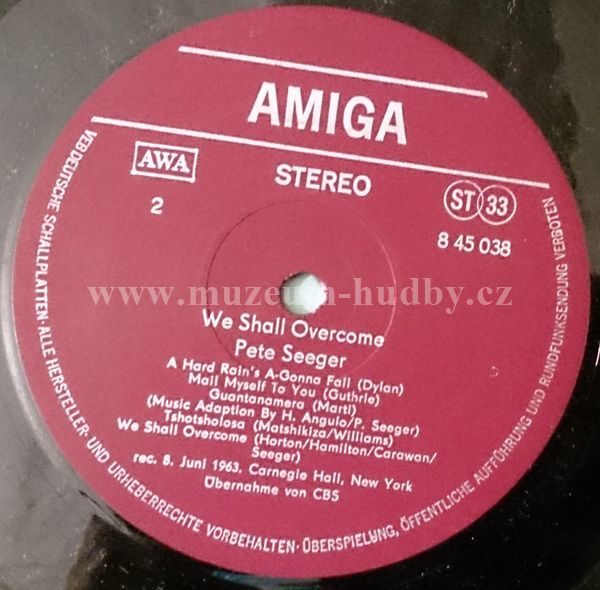 AMIGA
AWA
STEREO
ST 33
2
8 45 038
www.muzeum-hudby.cz
We Shall Overcome
Pete Seeger
A Hard Rain's A-Gonna Fall (Dylan)
Mail Myself To You (Guthrie)
Guantanamera (Marti)
(Music Adaption By H. Angulo/P. Seeger)
Tshotsholosa (Matshikiza/Williams)
We Shall Overcome (Horton/Hamilton/Carawan/
Seeger)
rec. 8. Juni 1963. Carnegie Hall, New York
Übernahme von CBS
VEB DEUTSCHE SCHALLPLATTEN · ALLE HERSTELLER- UND URHEBERRECHTE VORBEHALTEN · ÜBERSPIELUNG, ÖFFENTLICHE AUFFÜHRUNG UND RUNDFUNKSENDUNG VERBOTEN